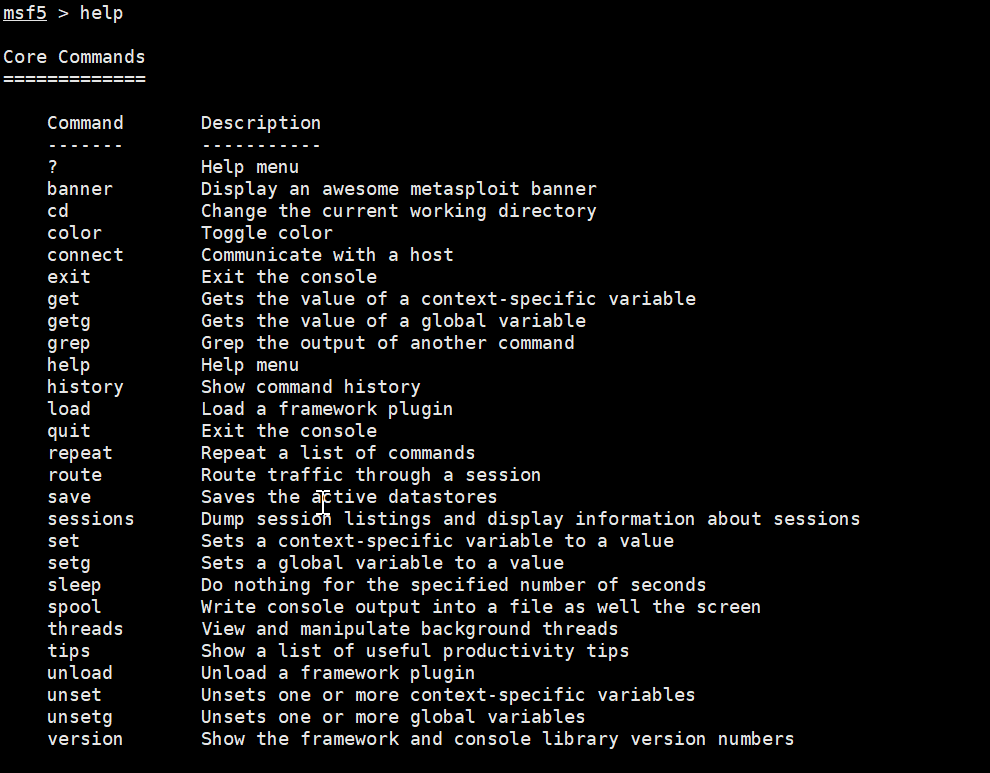 msf5 > help
Core Commands
=============
Command Description
------- -----------
? Help menu
banner Display an awesome metasploit banner
cd Change the current working directory
color Toggle color
connect Communicate with a host
exit Exit the console
get Gets the value of a context-specific variable
getg Gets the value of a global variable
grep Grep the output of another command
help Help menu
history Show command history
load Load a framework plugin
quit Exit the console
repeat Repeat a list of commands
route Route traffic through a session
save Saves the active datastores
sessions Dump session listings and display information about sessions
set Sets a context-specific variable to a value
setg Sets a global variable to a value
sleep Do nothing for the specified number of seconds
spool Write console output into a file as well the screen
threads View and manipulate background threads
tips Show a list of useful productivity tips
unload Unload a framework plugin
unset Unsets one or more context-specific variables
unsetg Unsets one or more global variables
version Show the framework and console library version numbers